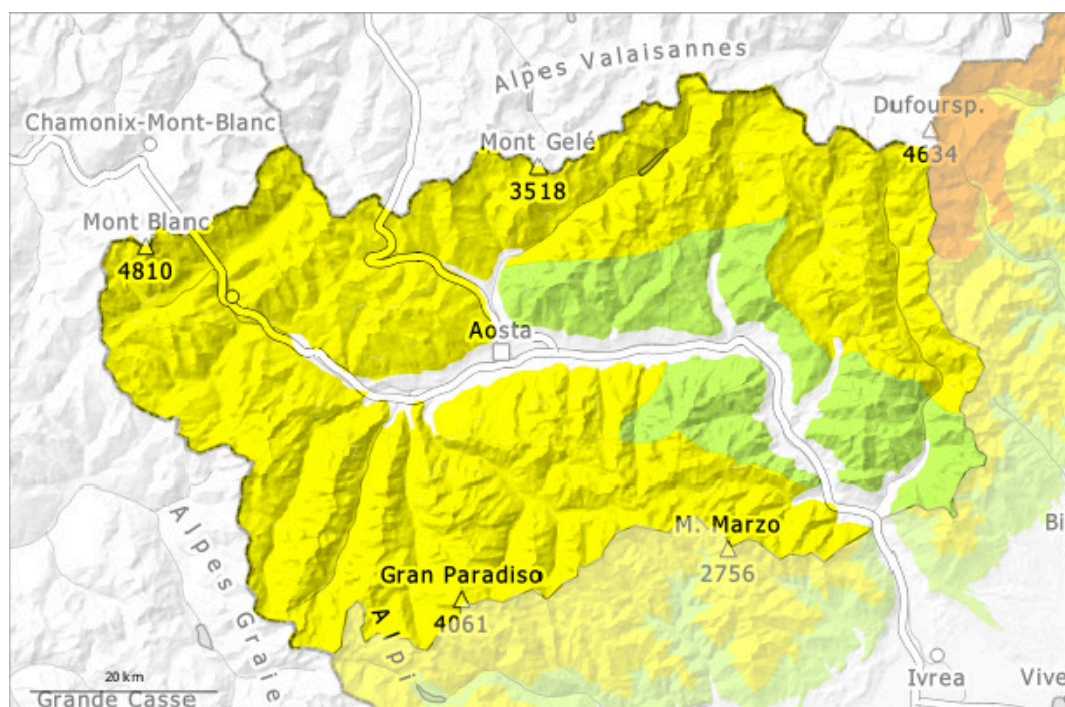 Alpes Valaisannes
Chamonix-Mont-Blanc
Dufoursp.
4634
Mont Gelé
3518
Mont Blanc
4810
Aosta
M. Marzo
2756
Gran Paradiso
4061
Alpes Graie
Alpi
20 km
Grande Casse
Ivrea
Bi
Vive